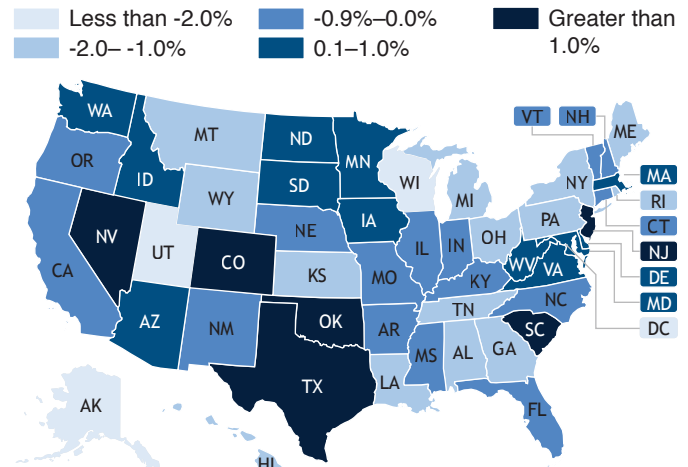 Less than -2.0%
-0.9%–0.0%
Greater than
1.0%
-2.0– -1.0%
0.1–1.0%
WA
MT
ND
MN
VT
NH
ME
OR
ID
SD
WI
MI
NY
MA
WY
RI
IA
PA
CT
NV
NE
IL
IN
OH
NJ
UT
CO
WV
VA
DE
CA
KS
MO
KY
MD
NC
AZ
NM
OK
AR
TN
SC
DC
MS
AL
GA
TX
LA
AK
FL
HI